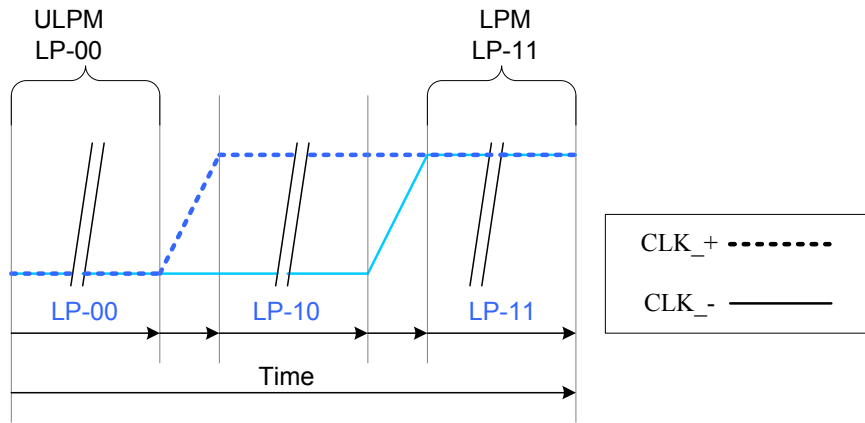 ULPM
LP-00
LPM
LP-11
CLK_+
CLK_-
LP-00
LP-10
LP-11
Time